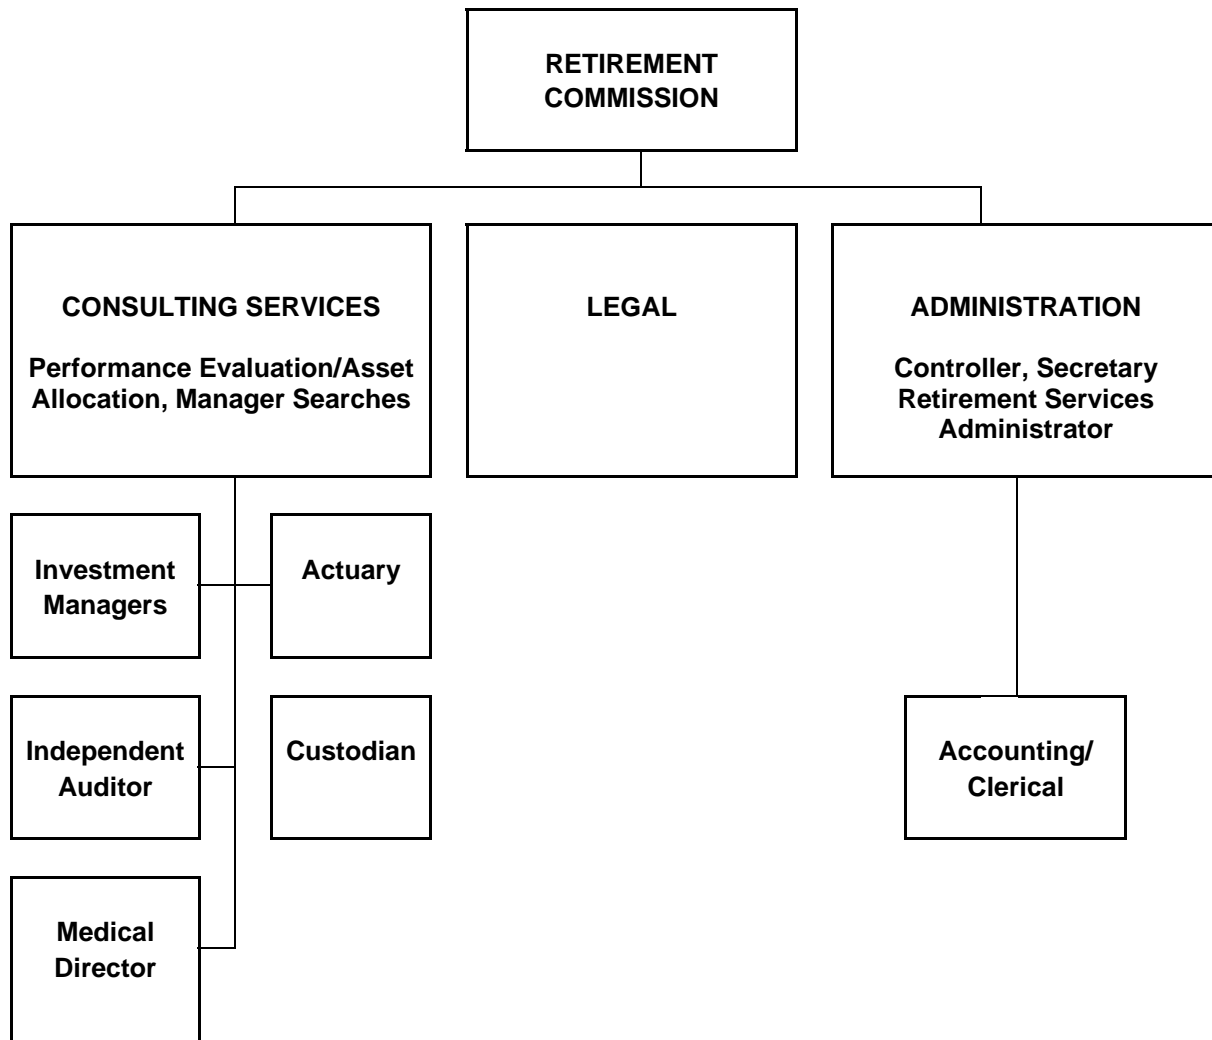 RETIREMENT
COMMISSION
CONSULTING SERVICES
Performance Evaluation/Asset
Allocation, Manager Searches
LEGAL
ADMINISTRATION
Controller, Secretary
Retirement Services
Administrator
Investment
Managers
Actuary
Independent
Auditor
Custodian
Accounting/
Clerical
Medical
Director